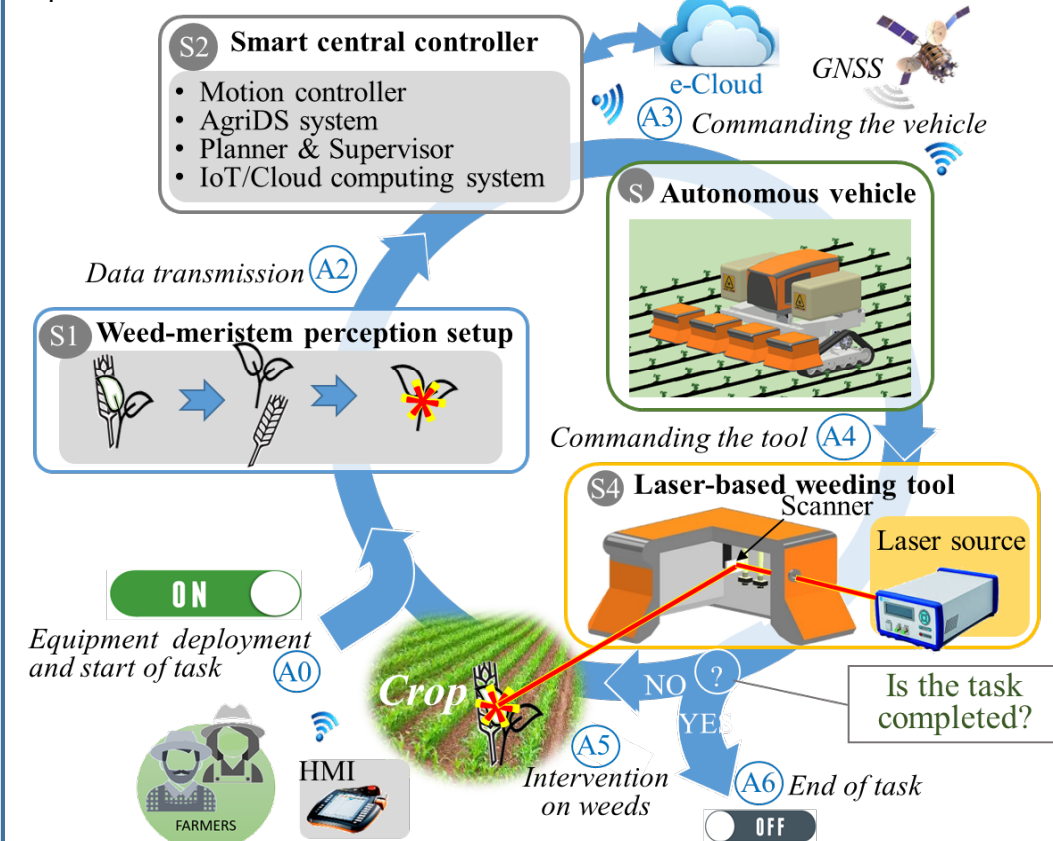 S2 Smart central controller
• Motion controller
• AgriDS system
• Planner & Supervisor
• IoT/Cloud computing system
e-Cloud
GNSS
A3 Commanding the vehicle
S Autonomous vehicle
Data transmission A2
S1 Weed-meristem perception setup
Commanding the tool A4
S4 Laser-based weeding tool
Scanner
Laser source
ON
Equipment deployment
and start of task A0
Crop
NO ?
YES
Is the task
completed?
A5
Intervention
on weeds
A6 End of task
OFF
HMI
FARMERS